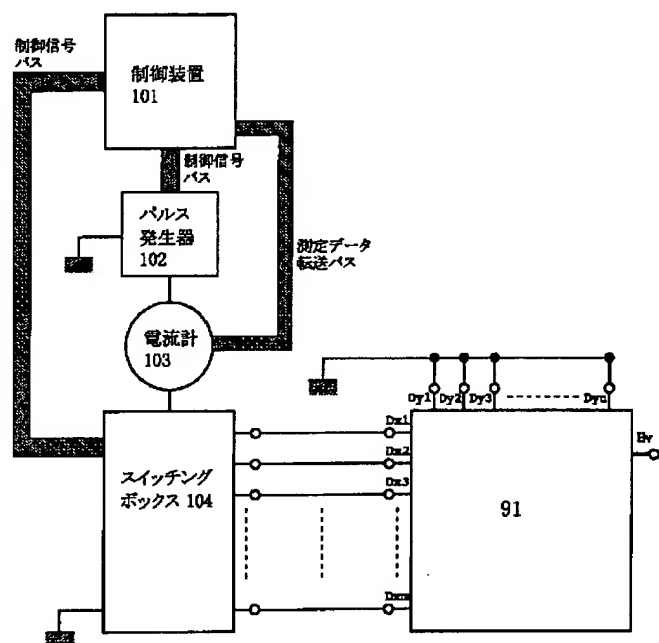 制御信号
バス
制御装置
101
制御信号
バス
パルス
発生器
102
測定データ
転送バス
電流計
103
Dy1 Dy2 Dy3 Dyn
Dx1
Hv
Dx2
スイッチング
ボックス 104
Dx3
91
Dxm